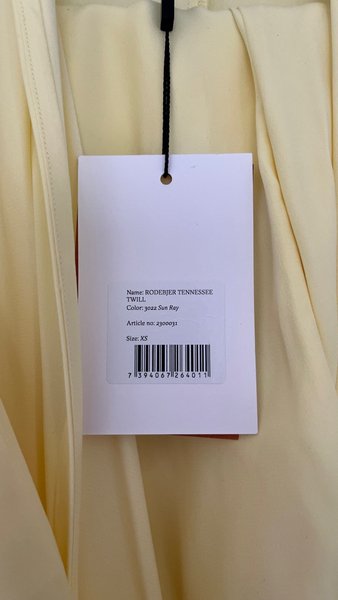 Name: RODEBJER TENNESSEE
TWILL
Color: 3022 Sun Ray
Article no: 2300031
Size: XS
7 394067 264011